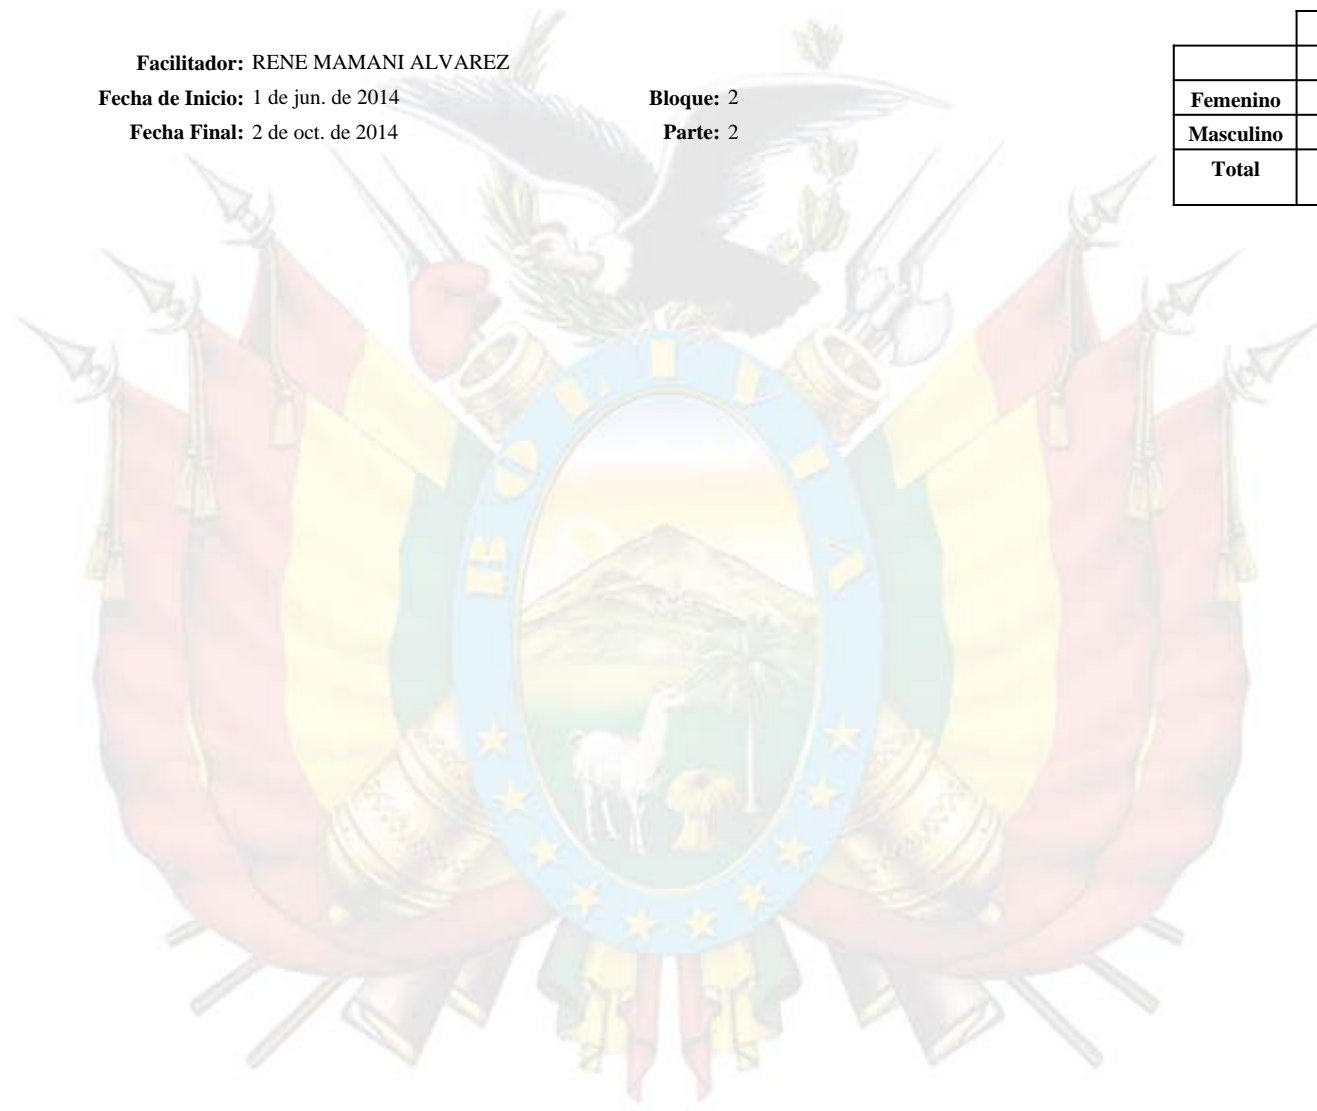 Facilitador: RENE MAMANI ALVAREZ
Fecha de Inicio: 1 de jun. de 2014 Bloque: 2
Fecha Final: 2 de oct. de 2014 Parte: 2
Femenino
Masculino
Total
BOLIVIA